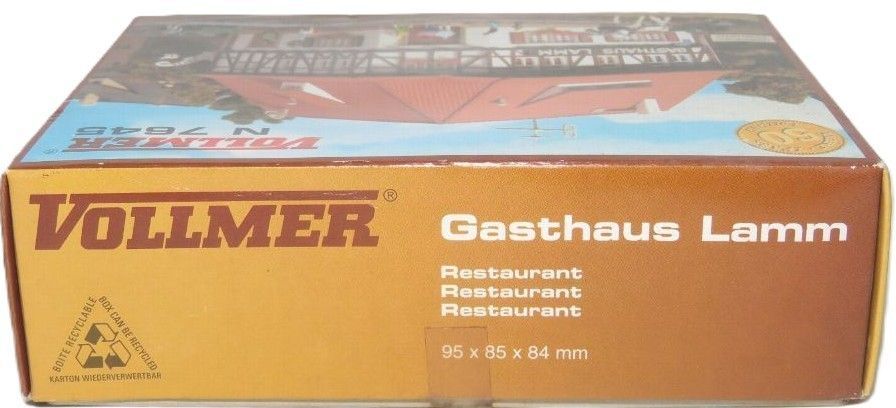 GASTHAUS LAMM
N 7645
VOLLMER®
50
VOLLMER®
Gasthaus Lamm
Restaurant
Restaurant
Restaurant
95 x 85 x 84 mm
BOITE RECYCLABLE
BOX CAN BE RECYCLED
KARTON WIEDERVERWERTBAR